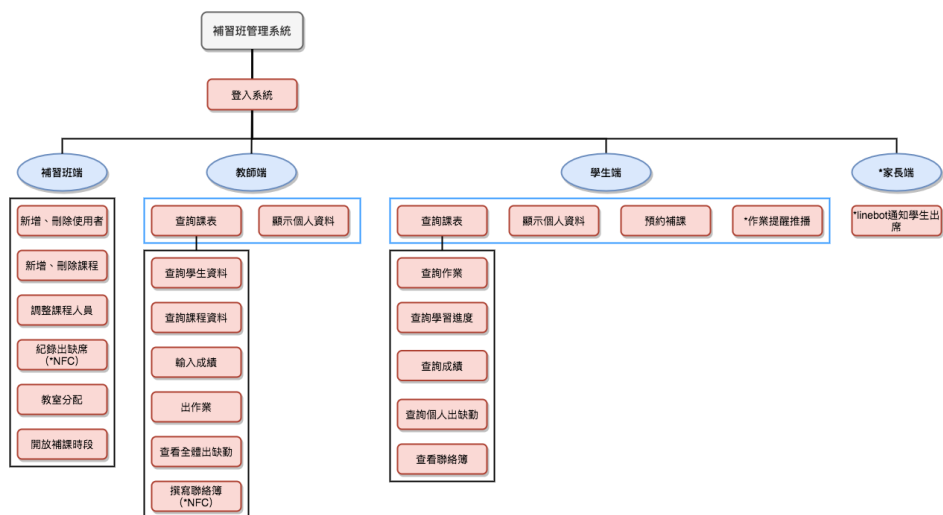 補習班管理系統
登入系統
補習班端
教師端
學生端
*家長端
新增、刪除使用者
新增、刪除課程
調整課程人員
紀錄出缺席
（*NFC）
教室分配
開放補課時段
查詢課表
顯示個人資料
查詢學生資料
查詢課程資料
輸入成績
出作業
查看全體出缺勤
撰寫聯絡簿
（*NFC）
查詢課表
顯示個人資料
預約補課
*作業提醒推播
查詢作業
查詢學習進度
查詢成績
查詢個人出缺勤
查看聯絡簿
*linebot通知學生出
席